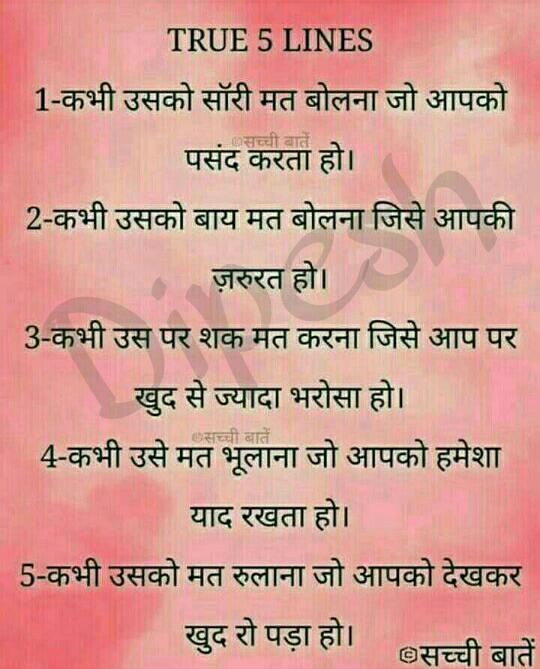 TRUE 5 LINES
1-कभी उसको सॉरी मत बोलना जो आपको
©सच्ची बातें
पसंद करता हो।
2-कभी उसको बाय मत बोलना जिसे आपकी
ज़रुरत हो।
Dipesh
3-कभी उस पर शक मत करना जिसे आप पर
खुद से ज्यादा भरोसा हो।
©सच्ची बातें
4-कभी उसे मत भूलाना जो आपको हमेशा
याद रखता हो।
5-कभी उसको मत रुलाना जो आपको देखकर
खुद रो पड़ा हो।
©सच्ची बातें